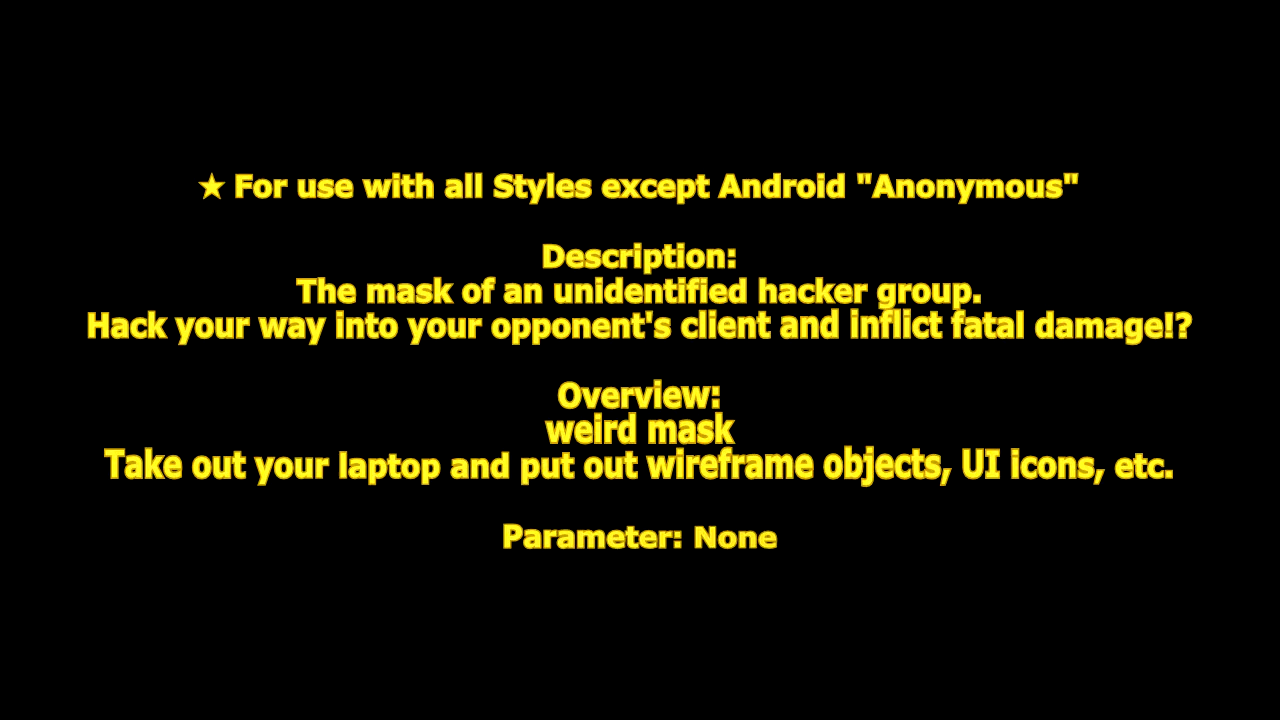 ★ For use with all Styles except Android "Anonymous"
Description:
The mask of an unidentified hacker group.
Hack your way into your opponent's client and inflict fatal damage!?
Overview:
weird mask
Take out your laptop and put out wireframe objects, UI icons, etc.
Parameter: None